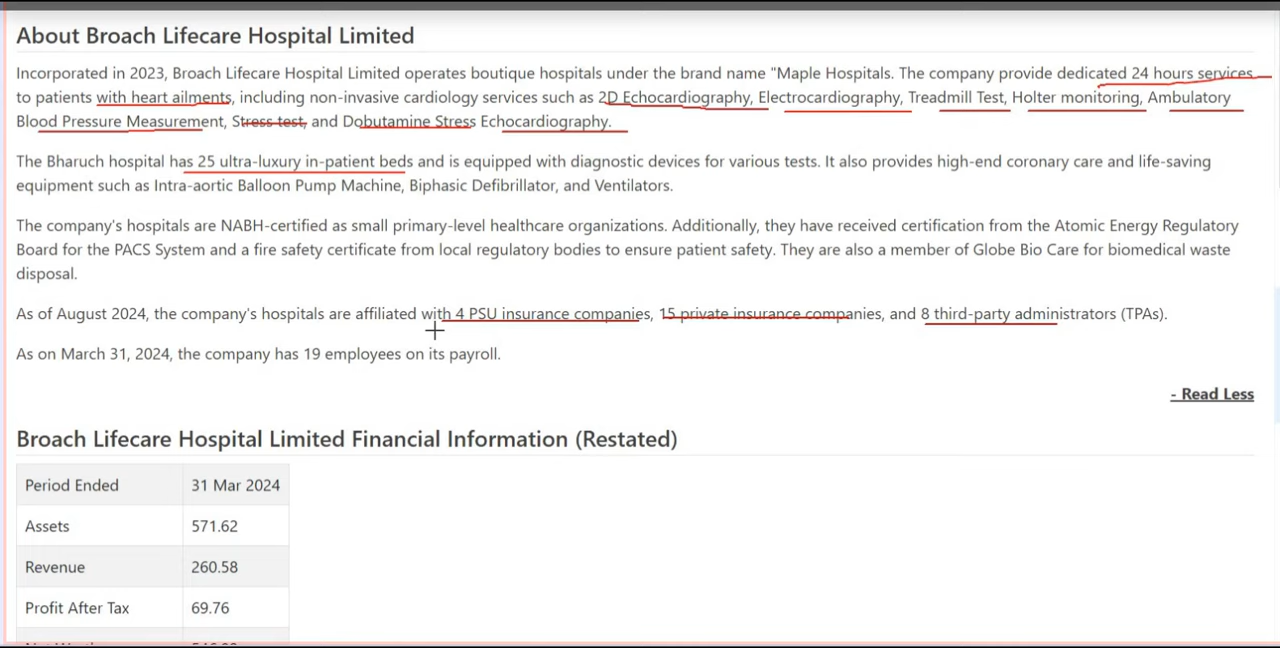 About Broach Lifecare Hospital Limited
Incorporated in 2023, Broach Lifecare Hospital Limited operates boutique hospitals under the brand name "Maple Hospitals. The company provide dedicated 24 hours services
to patients with heart ailments, including non-invasive cardiology services such as 2D Echocardiography, Electrocardiography, Treadmill Test, Holter monitoring, Ambulatory
Blood Pressure Measurement, Stress test, and Dobutamine Stress Echocardiography.
The Bharuch hospital has 25 ultra-luxury in-patient beds and is equipped with diagnostic devices for various tests. It also provides high-end coronary care and life-saving
equipment such as Intra-aortic Balloon Pump Machine, Biphasic Defibrillator, and Ventilators.
The company's hospitals are NABH-certified as small primary-level healthcare organizations. Additionally, they have received certification from the Atomic Energy Regulatory
Board for the PACS System and a fire safety certificate from local regulatory bodies to ensure patient safety. They are also a member of Globe Bio Care for biomedical waste
disposal.
As of August 2024, the company's hospitals are affiliated with 4 PSU insurance companies, 15 private insurance companies, and 8 third-party administrators (TPAs).
As on March 31, 2024, the company has 19 employees on its payroll.
- Read Less
Broach Lifecare Hospital Limited Financial Information (Restated)
Period Ended 31 Mar 2024
Assets 571.62
Revenue 260.58
Profit After Tax 69.76